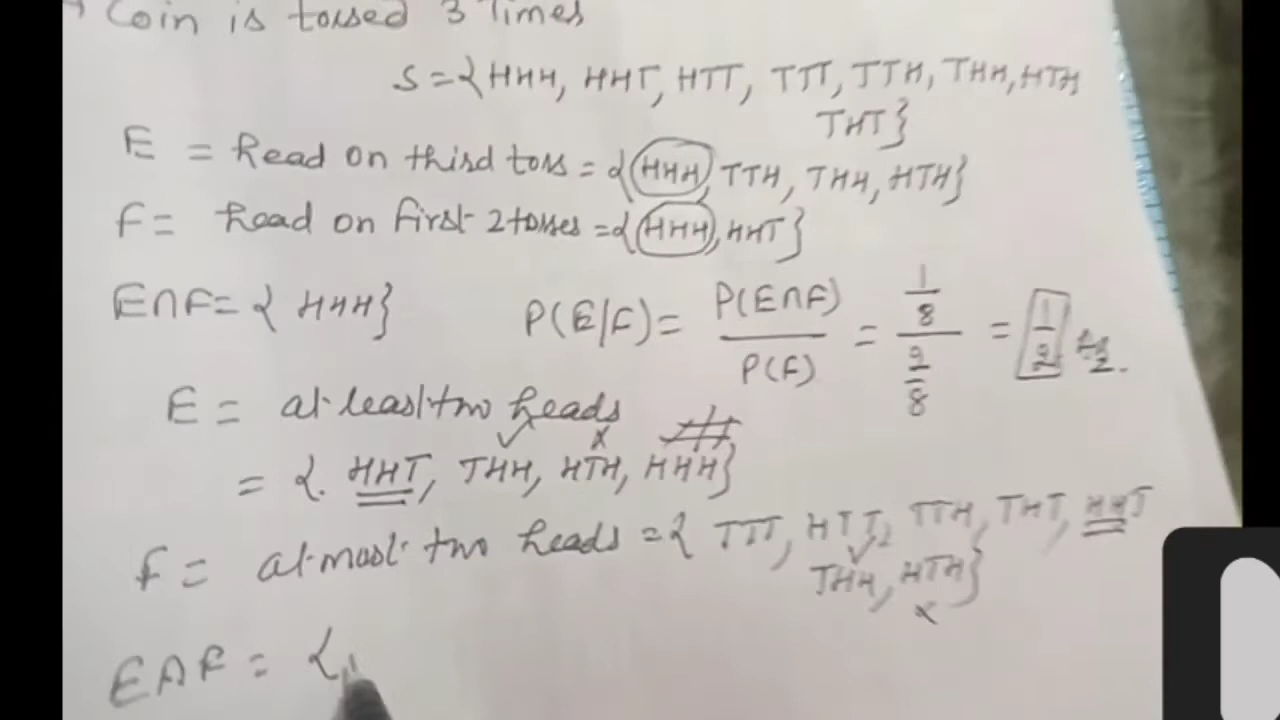 Coin is tossed 3 Times
S={HHH, HHT, HTT, TTT, TTH, THH, HTH
THT}
E = head on third toss = {HHH, TTH, THH, HTH}
F = head on first 2 tosses = {HHH, HHT}
E∩F = { HHH}
P(E/F) = P(E∩F) / P(F) = 1/8 / 2/8 = 1/2
E = at least two heads
= {. HHT, THH, HTH, HHH}
F = at most two heads = { TTT, HTT, TTH, THT, HHT
THH, HTH}
E∩F = {